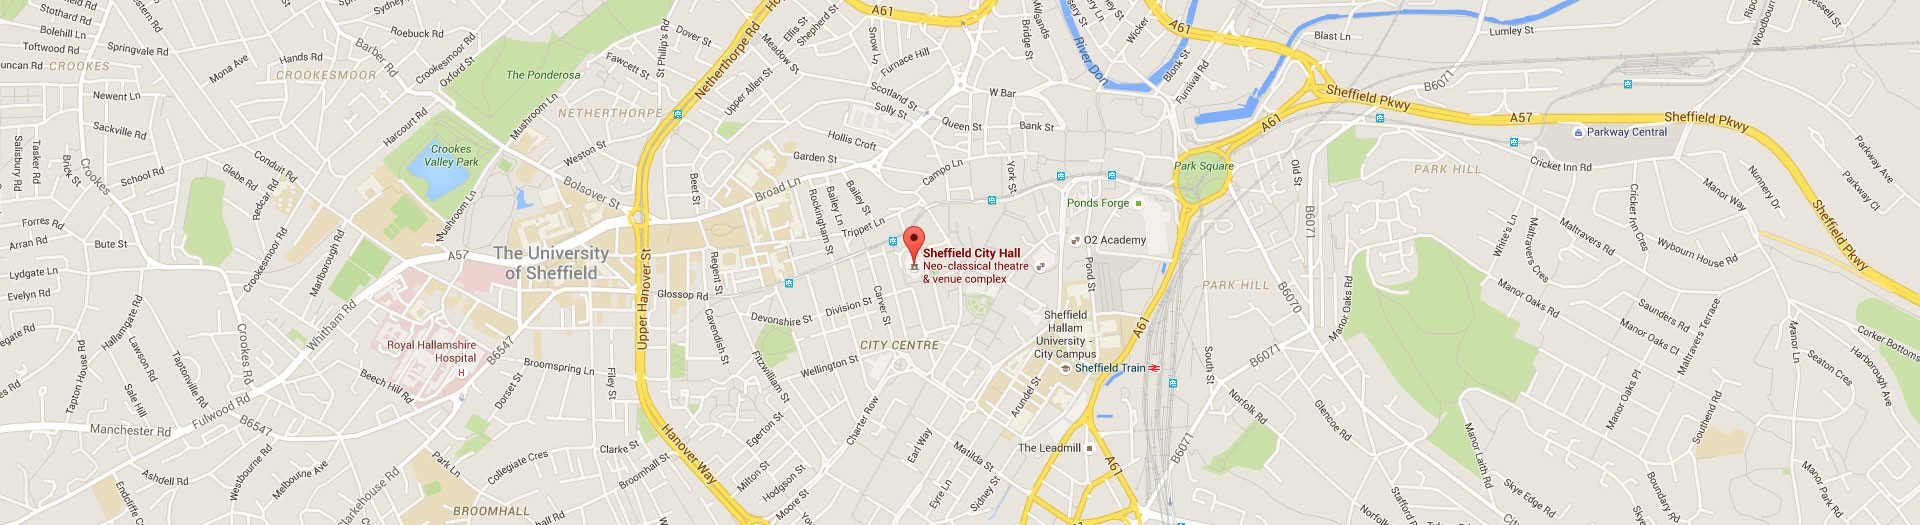 Stothard Rd
Bolehill Ln
Toftwood Rd
Duncan Rd
CROOKES
Springvale Rd
Western Rd
Mona Ave
Hands Rd
CROOKESMOOR
Barber Rd
Roebuck Rd
Crookesmoor Rd
Oxford St
The Ponderosa
Fawcett St
Dover St
St Philip's Rd
Netherthorpe Rd
Ellis St
Shepherd St
Meadow St
Snow Ln
A61
Furnace Hill
Bridge St
Wicker
River Don
A61
Blonk St
Furnival Rd
Blast Ln
Lumley St
B6071
Newent Ln
Sackville Rd
School Rd
Crookes
Salisbury Rd
Tasker Rd
Brick St
Conduit Rd
Glebe Rd
Redcar Rd
Harcourt Rd
Crookes
Valley Park
Mushroom Ln
NETHERTHORPE
Weston St
Bolsover St
Upper Allen St
Scotland St
Solly St
Hollis Croft
Garden St
Broad Ln
Queen St
W Bar
Bank St
Campo Ln
York St
A61
Sheffield Pkwy
A57
Sheffield Pkwy
Parkway Central
Cricket Inn Rd
Park Square
Old St
PARK HILL
Manor Way
Nunnery Dr
Parkway Ave
Parkway Cl
Sheffield Pkwy
Forres Rd
Arran Rd
Bute St
Lydgate Ln
Evelyn Rd
Crookesmoor Rd
Marlborough Rd
Mushroom Ln
A57
The University
of Sheffield
Beet St
Rockingham St
Bailey Ln
Bailey St
Trippet Ln
Regent St
Upper Hanover St
Glossop Rd
Cavendish St
Devonshire St
Division St
Carver St
Sheffield City Hall
Neo-classical theatre
& venue complex
Ponds Forge
O2 Academy
Pond St
B6071
PARK HILL
B6070
White's Ln
Maltravers Cres
Cricket Inn Cres
Wybourn House Rd
Manor Oaks Rd
Manor Oaks Rd
Saunders Rd
Manor Oaks Cl
Maltravers Terrace
Manor Oaks Pl
Manor Ln
Seaton Cres
Harborough Ave
Corker Bottoms
Hallamgate Rd
Lawson Rd
Taptonville Rd
Crookes Rd
Whitham Rd
Tapton House Rd
Sale Hill
Fulwood Rd
Manchester Rd
B6547
Royal Hallamshire
Hospital
H
Beech Hill Rd
B6547
Dorset St
Broomspring Ln
Filey St
Fitzwilliam St
Wellington St
CITY CENTRE
Sheffield
Hallam
University -
City Campus
A61
Sheffield Train
Arundel St
South St
B6071
Norfolk Rd
Glencoe Rd
Southend Rd
Manor Laith Rd
Ashdell Rd
Westbourne Rd
Melbourne Ave
Endcliffe C
Clarkehouse Rd
Park Ln
Collegiate Cres
Clarke St
Broomhall St
BROOMHALL
Hanover Way
Egerton St
Milton St
Hodgson St
Moore St
Charter Row
Earl Way
Eyre Ln
Matilda St
Sidney St
The Leadmill
A61
B6071
Norfolk
Stafford Rd
Skye Edge Rd
Skye Edge Ave
Boundary Rd
Manor Park Rd